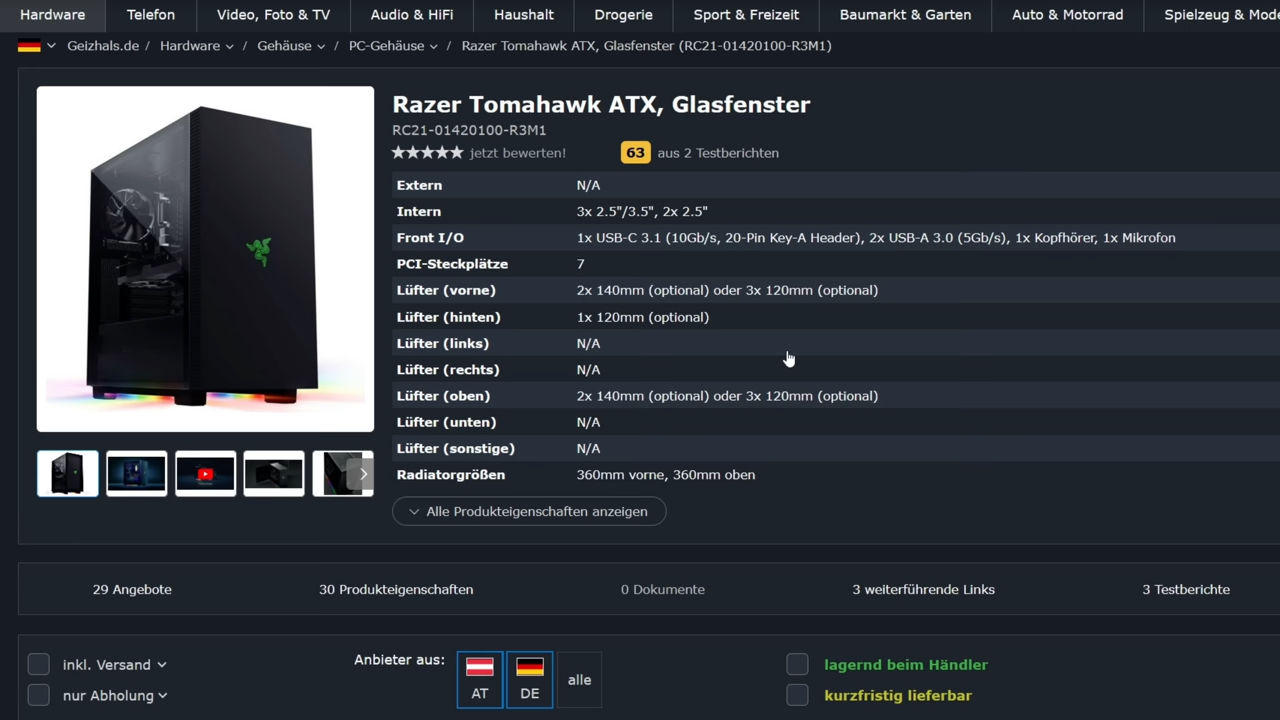 Hardware Telefon Video, Foto & TV Audio & HiFi Haushalt Drogerie Sport & Freizeit Baumarkt & Garten Auto & Motorrad Spielzeug & Mode
Geizhals.de / Hardware / Gehäuse / PC-Gehäuse / Razer Tomahawk ATX, Glasfenster (RC21-01420100-R3M1)
Razer Tomahawk ATX, Glasfenster
RC21-01420100-R3M1
jetzt bewerten! 63 aus 2 Testberichten
Extern N/A
Intern 3x 2.5"/3.5", 2x 2.5"
Front I/O 1x USB-C 3.1 (10Gb/s, 20-Pin Key-A Header), 2x USB-A 3.0 (5Gb/s), 1x Kopfhörer, 1x Mikrofon
PCI-Steckplätze 7
Lüfter (vorne) 2x 140mm (optional) oder 3x 120mm (optional)
Lüfter (hinten) 1x 120mm (optional)
Lüfter (links) N/A
Lüfter (rechts) N/A
Lüfter (oben) 2x 140mm (optional) oder 3x 120mm (optional)
Lüfter (unten) N/A
Lüfter (sonstige) N/A
Radiatorgrößen 360mm vorne, 360mm oben
Alle Produkteigenschaften anzeigen
29 Angebote 30 Produkteigenschaften 0 Dokumente 3 weiterführende Links 3 Testberichte
inkl. Versand Anbieter aus: AT DE alle lagernd beim Händler
nur Abholung kurzfristig lieferbar